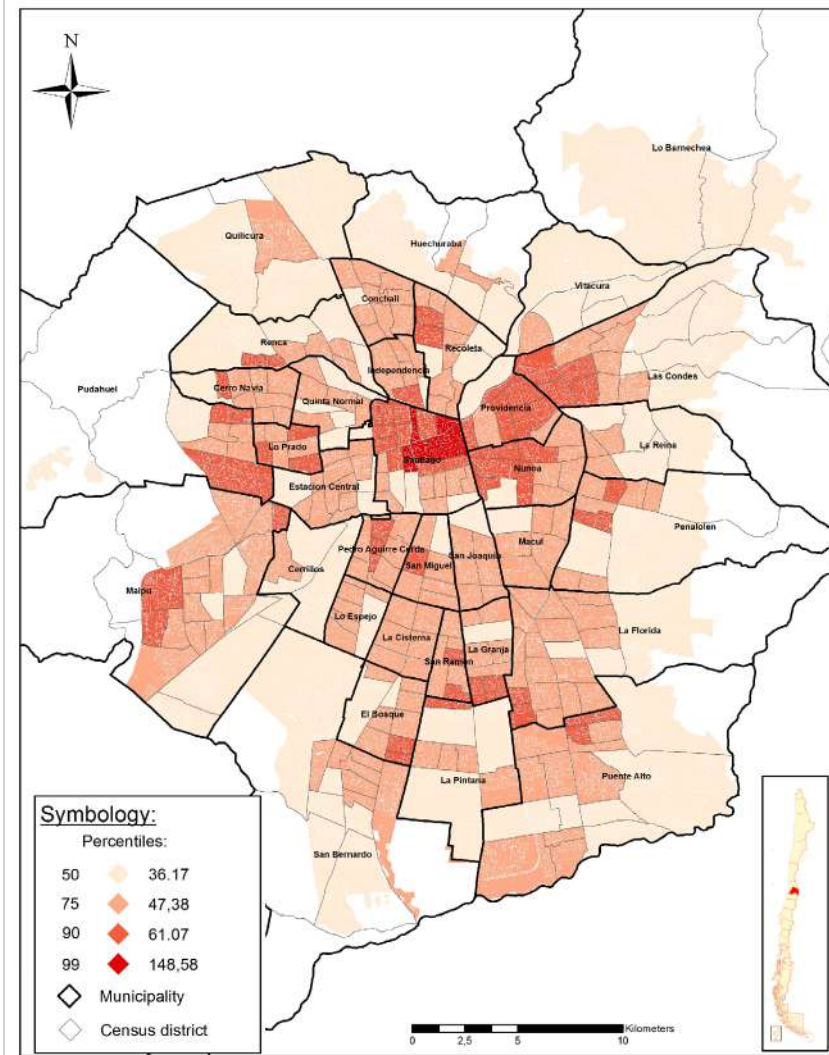 N
Lo Barnechea
Quilicura
Huechuraba
Vitacura
Conchali
Renca
Recoleta
Independencia
Las Condes
Pudahuel
Cerro Navia
Quinta Normal
Providencia
La Reina
Lo Prado
Santiago
Nunoa
Estacion Central
Penalolen
Macul
Pedro Aguirre Cerda
San Joaquin
San Miguel
Cerrillos
Maipu
Lo Espejo
La Cisterna
La Florida
San Ramon
La Granja
El Bosque
La Pintana
Puente Alto
San Bernardo
Symbology:
Percentiles:
50 36.17
75 47,38
90 61.07
99 148,58
Municipality
Census district
Kilometers
0 2,5 5 10